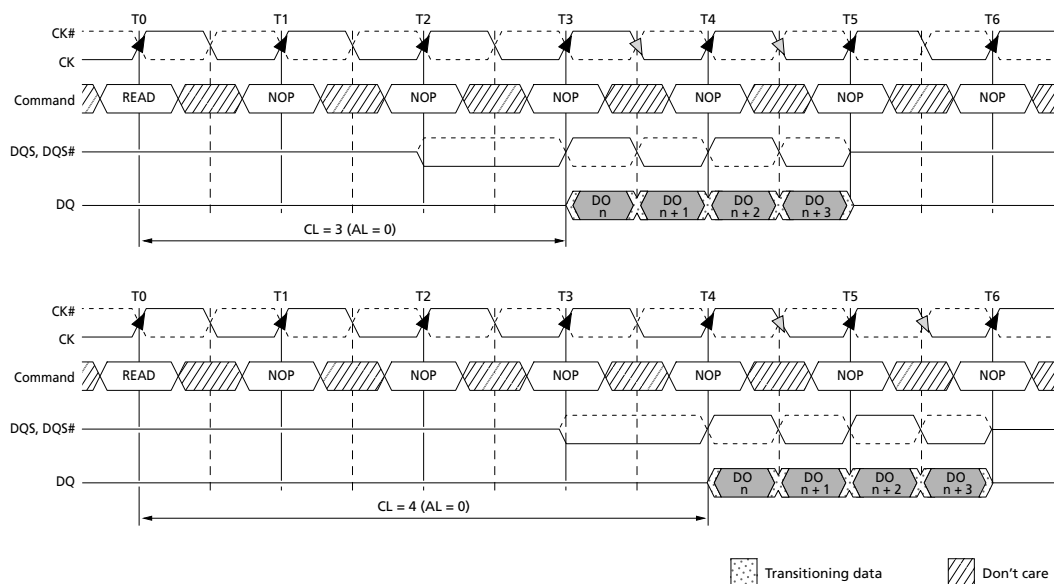 T0 T1 T2 T3 T4 T5 T6
CK#
CK
Command READ NOP NOP NOP NOP NOP NOP
DQS, DQS#
DQ DO n DO n + 1 DO n + 2 DO n + 3
CL = 3 (AL = 0)
T0 T1 T2 T3 T4 T5 T6
CK#
CK
Command READ NOP NOP NOP NOP NOP NOP
DQS, DQS#
DQ DO n DO n + 1 DO n + 2 DO n + 3
CL = 4 (AL = 0)
Transitioning data Don't care